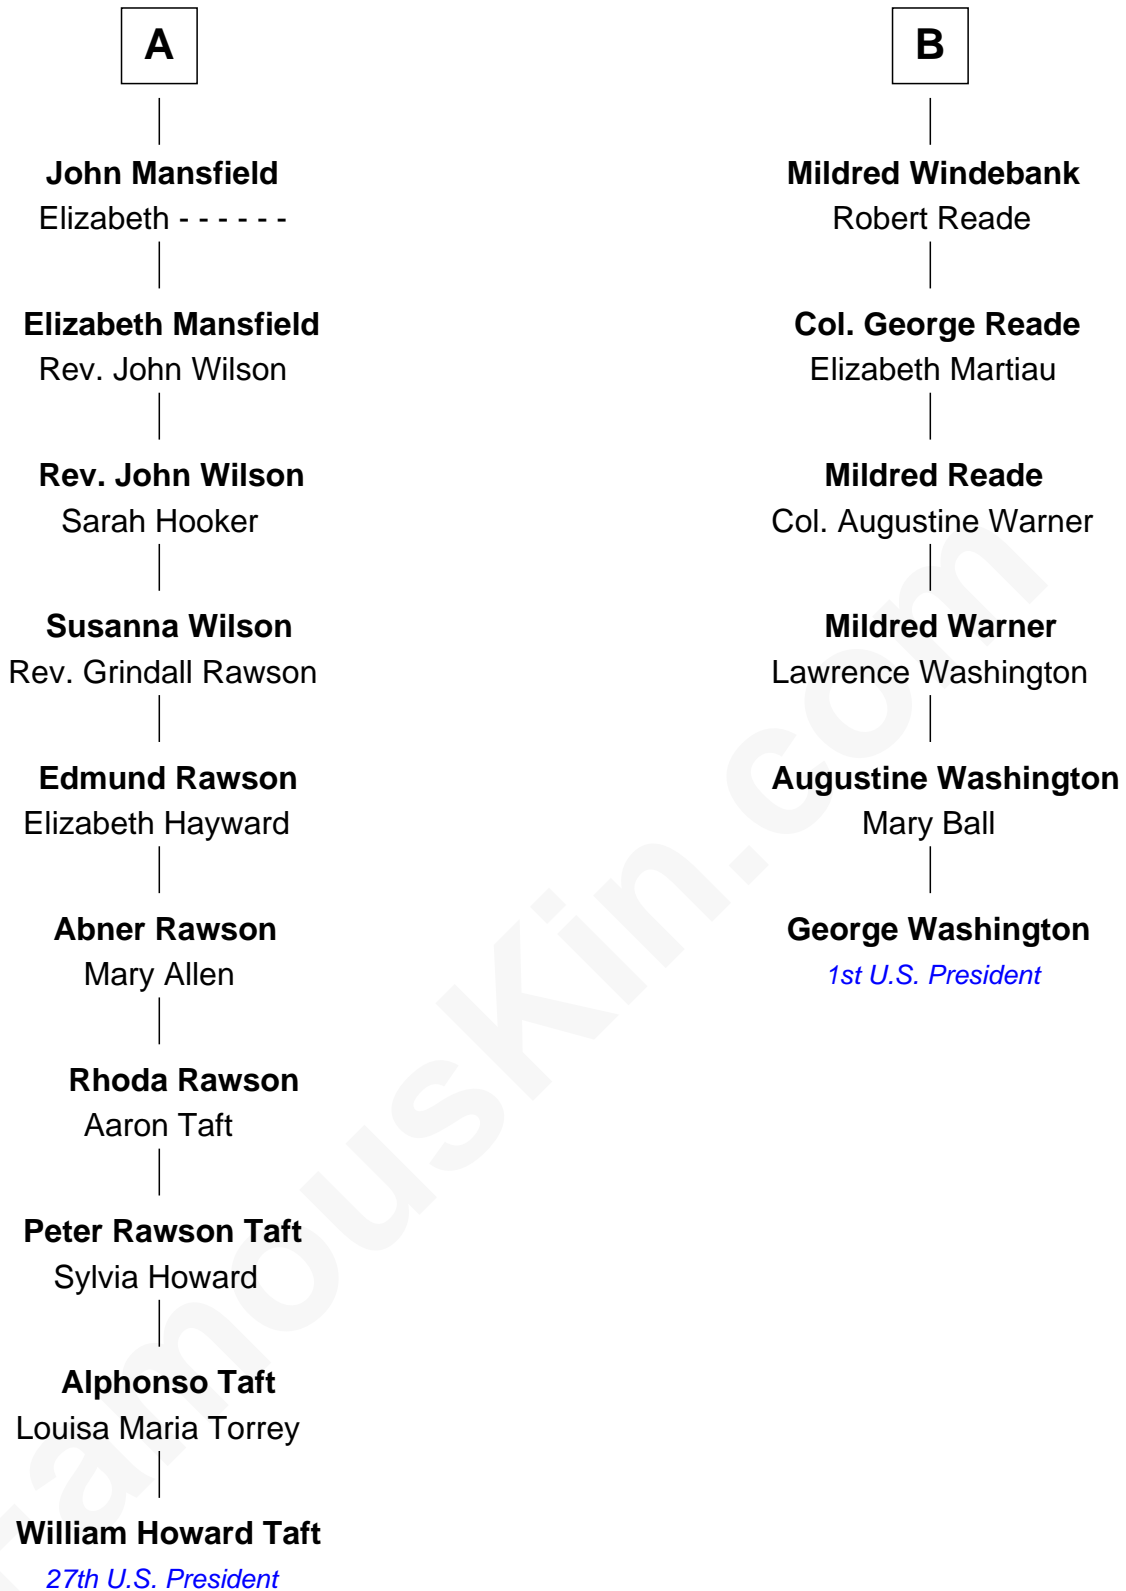 A
John Mansfield
Elizabeth - - - - - -
Elizabeth Mansfield
Rev. John Wilson
Rev. John Wilson
Sarah Hooker
Susanna Wilson
Rev. Grindall Rawson
Edmund Rawson
Elizabeth Hayward
Abner Rawson
Mary Allen
Rhoda Rawson
Aaron Taft
Peter Rawson Taft
Sylvia Howard
Alphonso Taft
Louisa Maria Torrey
William Howard Taft
27th U.S. President
B
Mildred Windebank
Robert Reade
Col. George Reade
Elizabeth Martiau
Mildred Reade
Col. Augustine Warner
Mildred Warner
Lawrence Washington
Augustine Washington
Mary Ball
George Washington
1st U.S. President
FamousKin.com